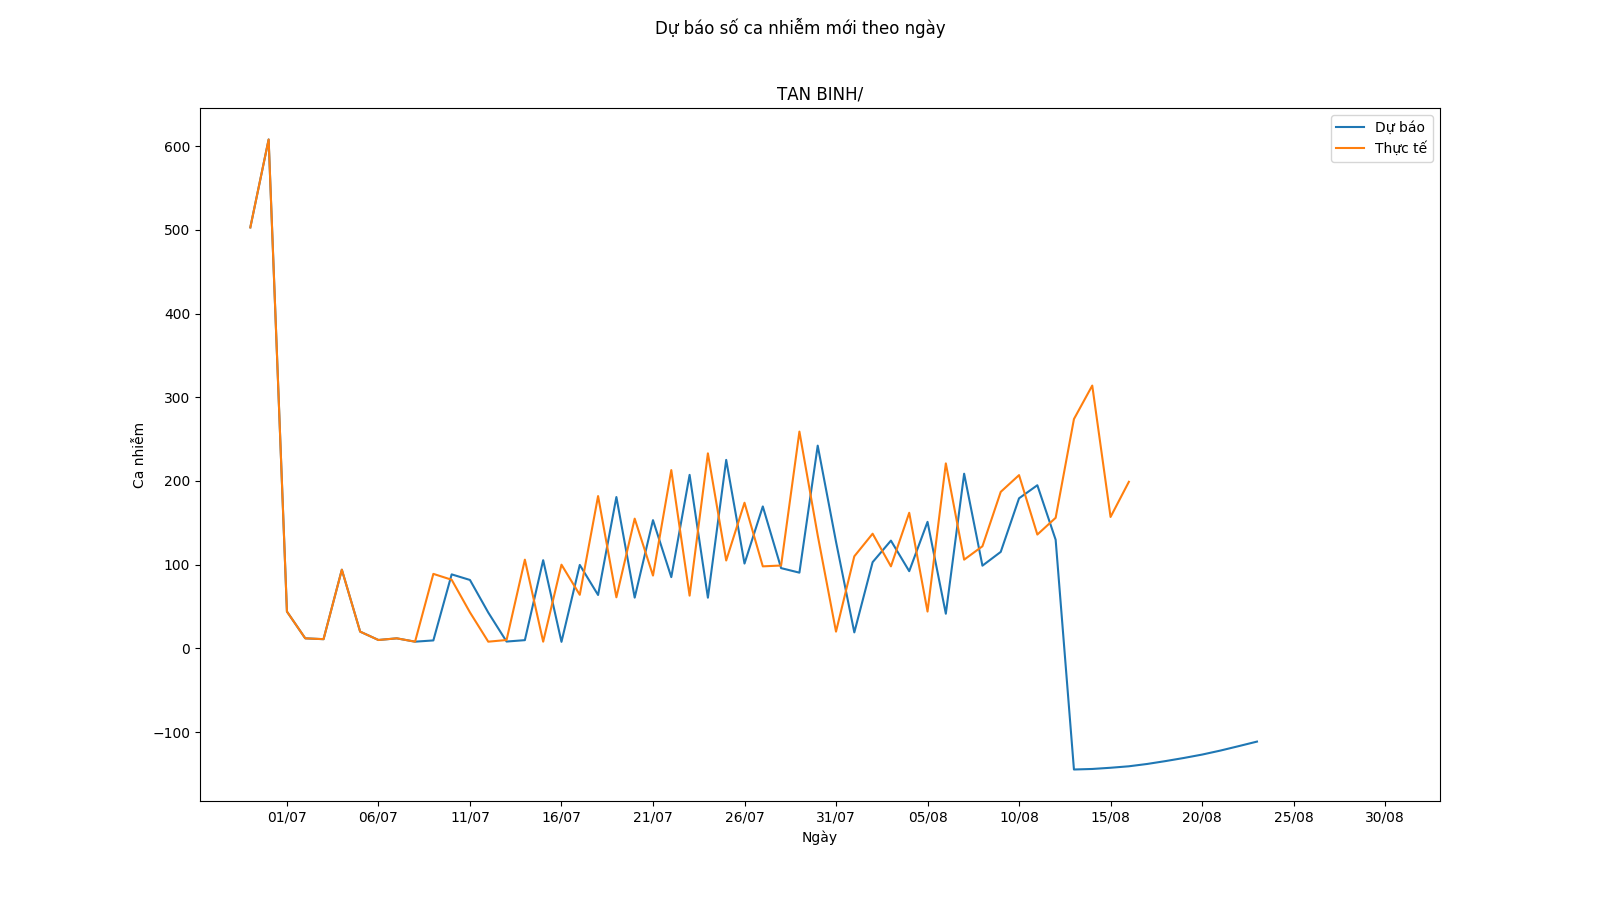 Dự báo số ca nhiễm mới theo ngày
TAN BINH/
Dự báo
Thực tế
600
500
400
300
200
100
0
−100
Ca nhiễm
01/07 06/07 11/07 16/07 21/07 26/07 31/07 05/08 10/08 15/08 20/08 25/08 30/08
Ngày